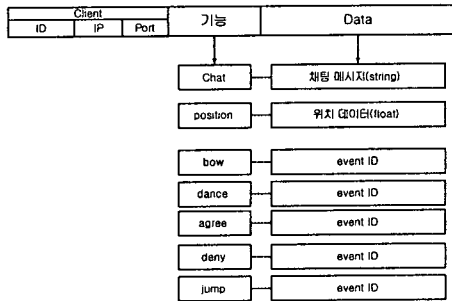 Client
ID IP Port
기능
Data
Chat 채팅 메시지(string)
position 위치 데이터(float)
bow event ID
dance event ID
agree event ID
deny event ID
jump event ID